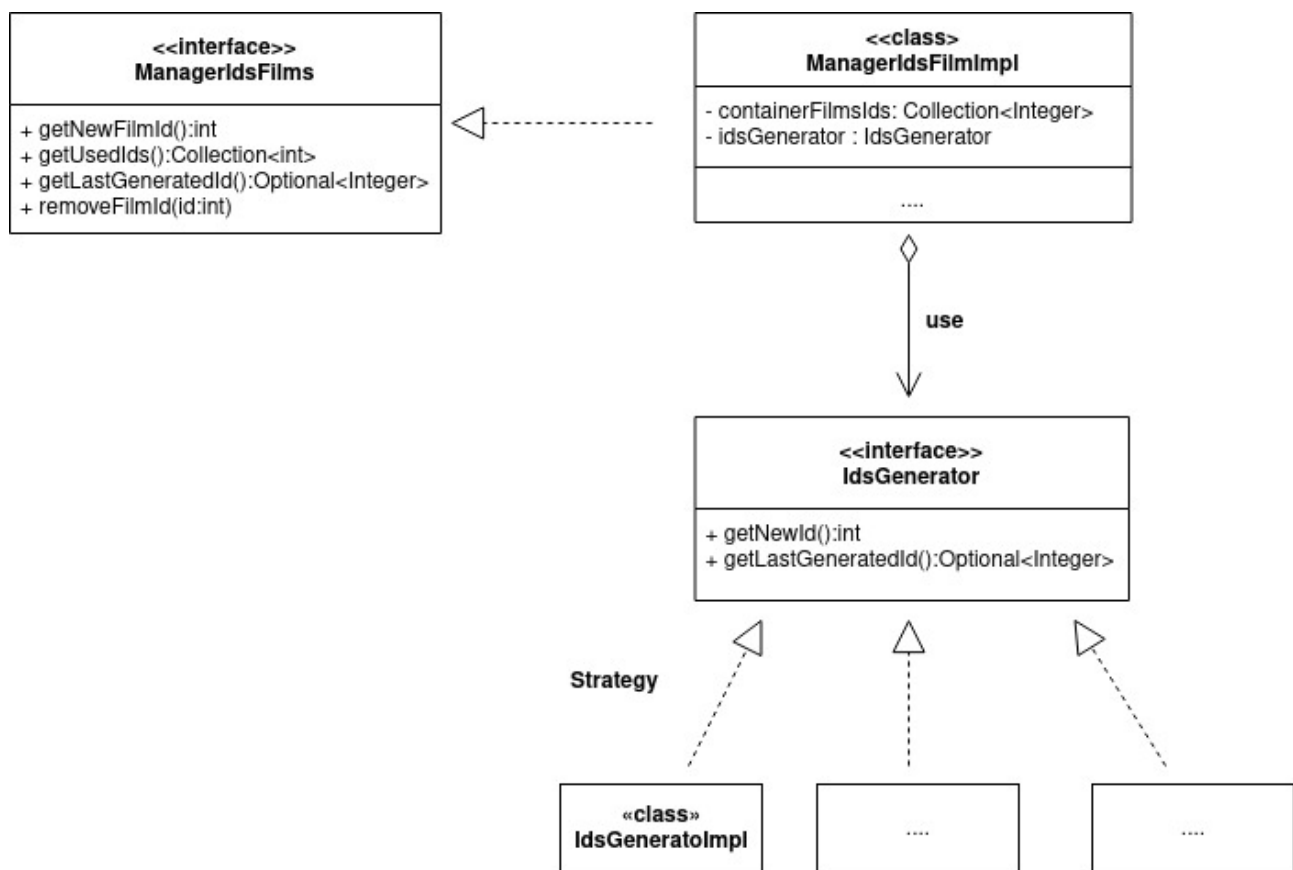 <<interface>>
ManagerIdsFilms
+ getNewFilmId():int
+ getUsedIds():Collection<int>
+ getLastGeneratedId():Optional<Integer>
+ removeFilmId(id:int)
<<class>
ManagerIdsFilmImpl
- containerFilmsIds: Collection<Integer>
- idsGenerator : IdsGenerator
....
use
<<interface>>
IdsGenerator
+ getNewId():int
+ getLastGeneratedId():Optional<Integer>
Strategy
«class»
IdsGeneratoImpl
....
....